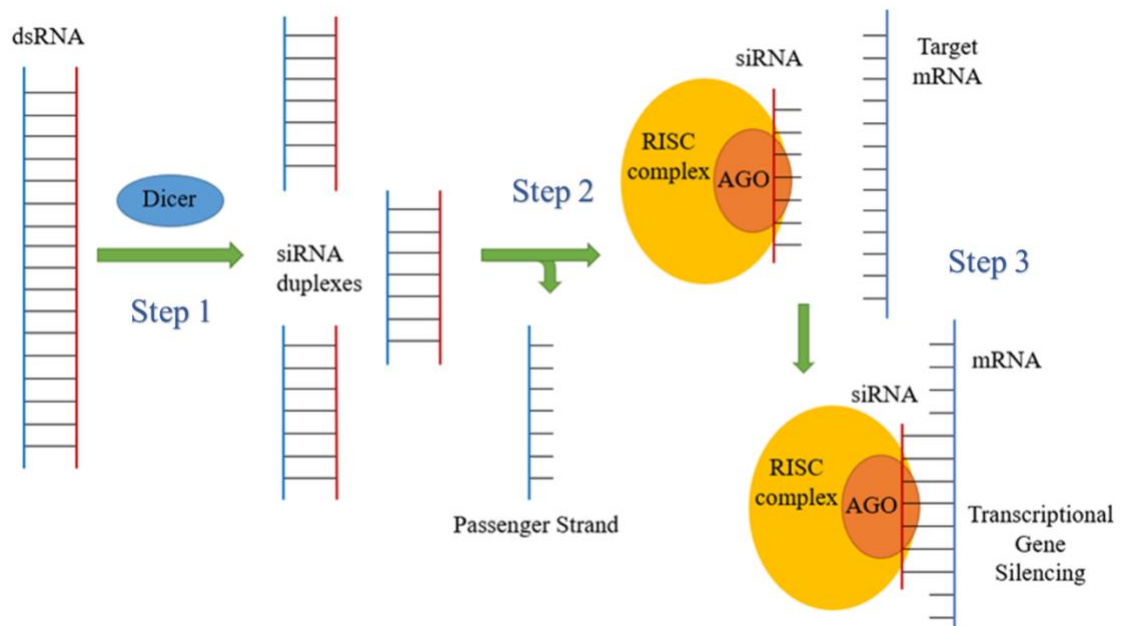 dsRNA
Dicer
Step 1
siRNA
duplexes
Step 2
Passenger Strand
siRNA
RISC
complex
AGO
Target
mRNA
Step 3
mRNA
siRNA
RISC
complex
AGO
Transcriptional
Gene
Silencing